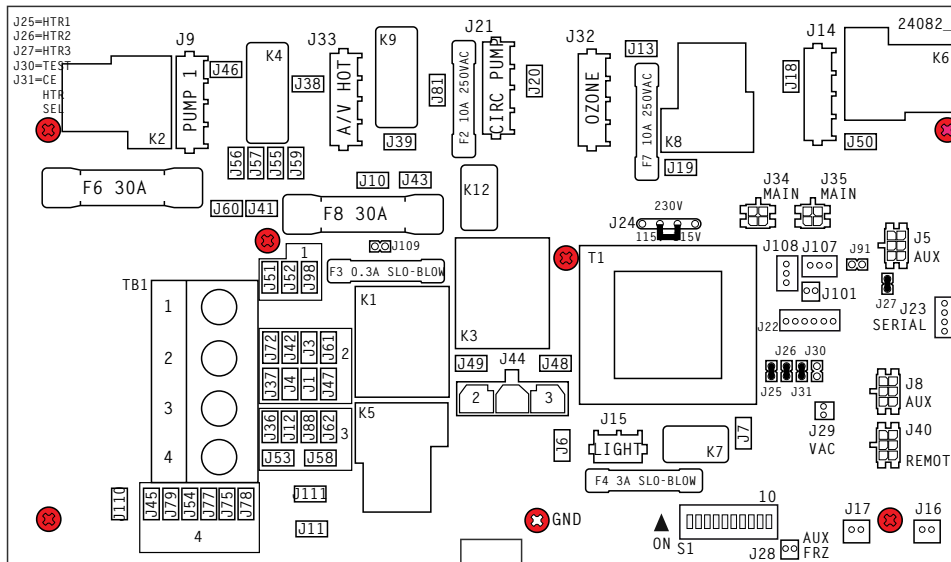 J25=HTR1
J26=HTR2
J27=HTR3
J30=TEST
J31=CE
HTR
SEL
J9
PUMP 1
K2
J46
K4
J38
J33
A/V HOT
K9
J39
J81
J21
F2 10A 250VAC
CIRC PUMP
J20
J32
OZONE
J13
F7 10A 250VAC
K8
J19
J14
J18
24082_
K6
J50
J56
J57
J55
J59
F6 30A
J60
J41
J10
J43
F8 30A
K12
J34
MAIN
J35
MAIN
230V
J24
115V
115V
J109
J5
AUX
1
J51
J52
J98
F3 0.3A SLO-BLOW
T1
J108
J107
J91
J101
J27
J23
SERIAL
J22
TB1
1
2
3
4
K1
K3
J72
J42
J3
J61
2
J37
J4
J1
J47
J49
J44
J48
2
3
J26
J30
J25
J31
J8
AUX
J29
VAC
J40
REMOT
J36
J12
J88
J62
3
J53
J58
K5
J6
J15
LIGHT
K7
J7
F4 3A SLO-BLOW
J110
J45
J79
J54
J77
J75
J78
4
J111
J11
GND
ON
S1
10
J28
AUX
FRZ
J17
J16